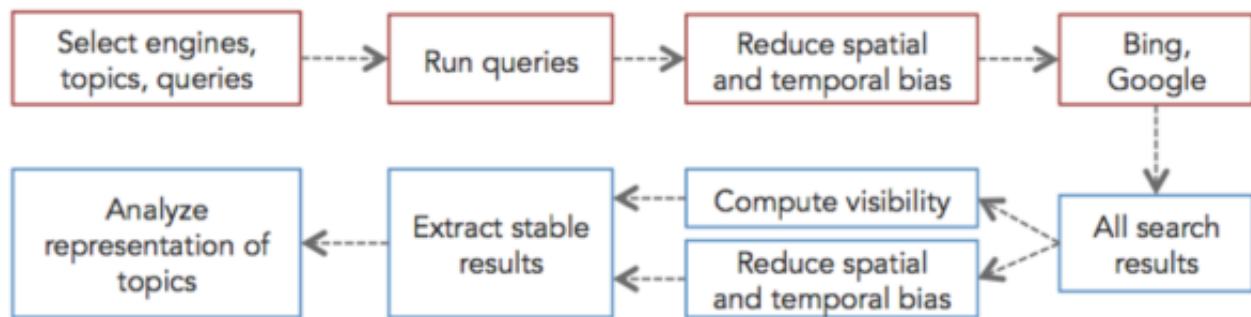 Select engines,
topics, queries
Run queries
Reduce spatial
and temporal bias
Bing,
Google
All search
results
Compute visibility
Reduce spatial
and temporal bias
Extract stable
results
Analyze
representation of
topics